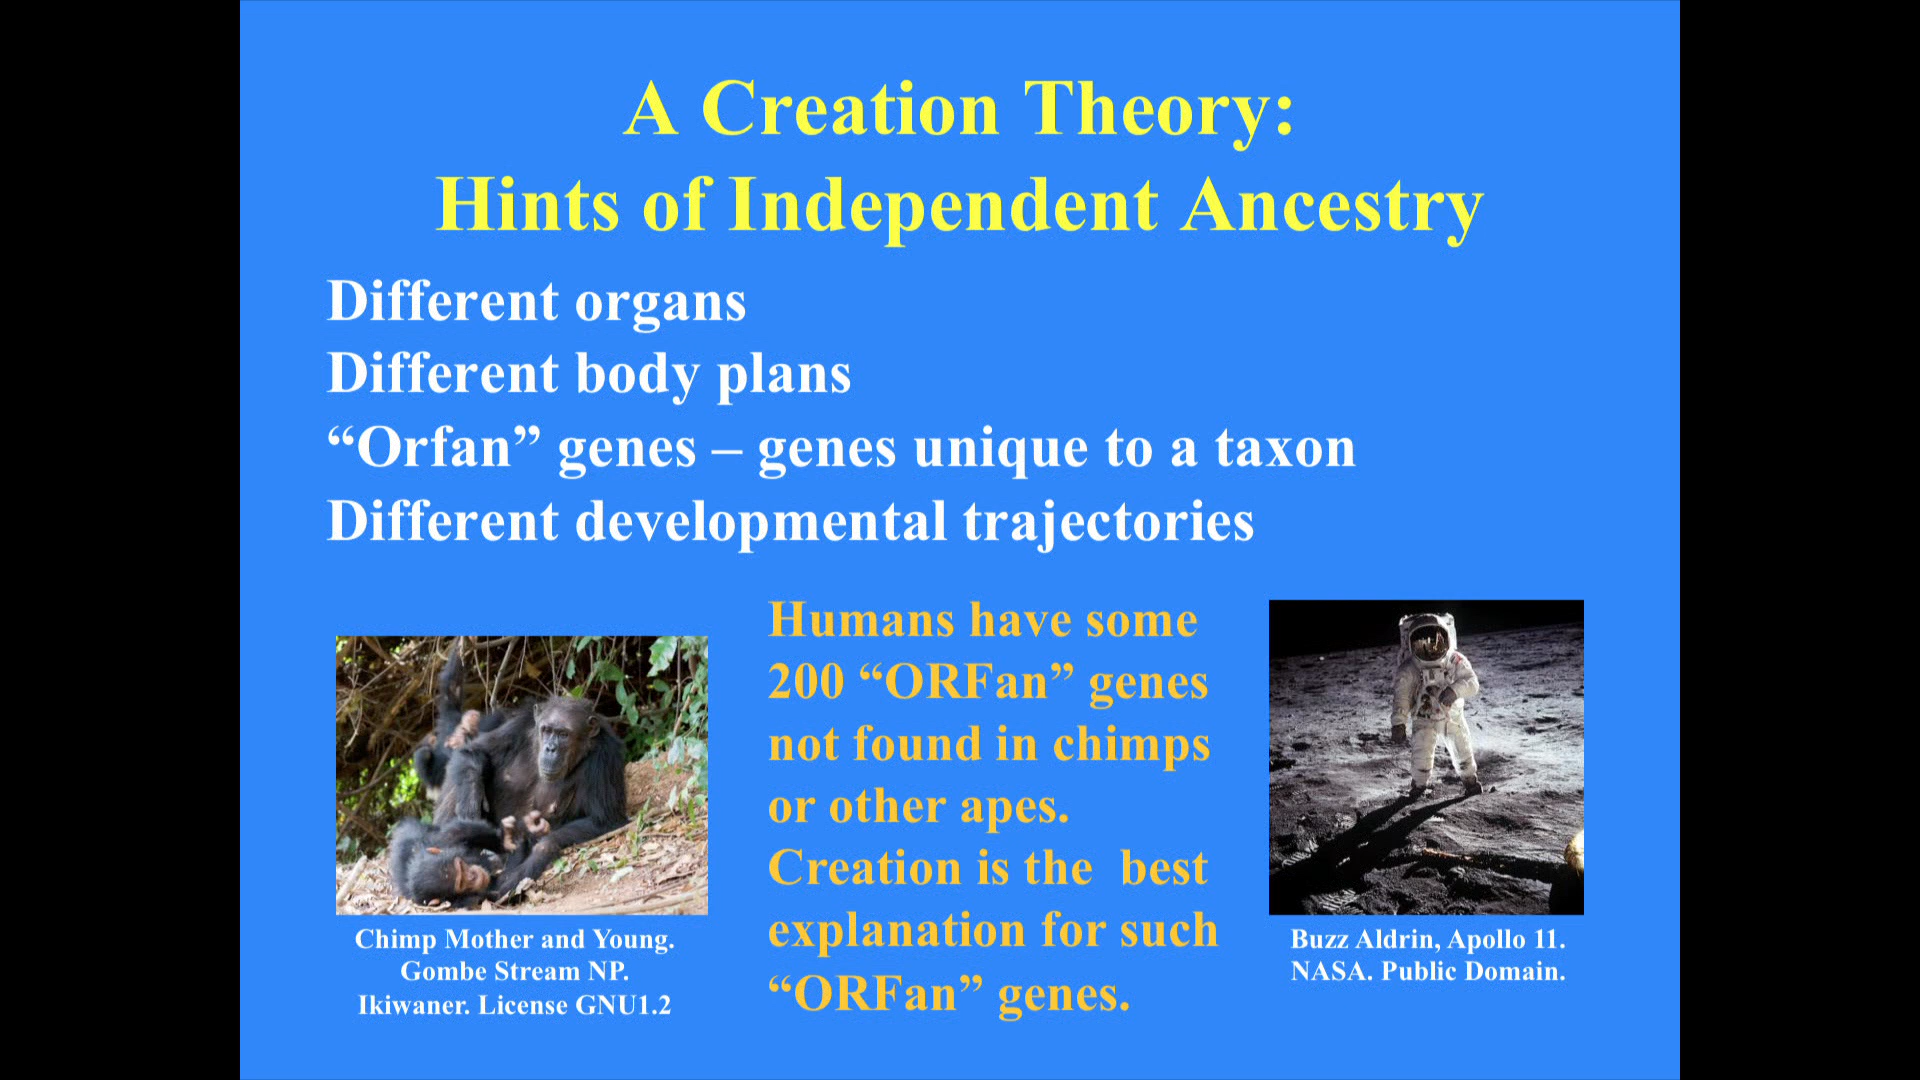 A Creation Theory:
Hints of Independent Ancestry
Different organs
Different body plans
“Orfan” genes – genes unique to a taxon
Different developmental trajectories
Humans have some
200 “ORFan” genes
not found in chimps
or other apes.
Creation is the  best
explanation for such
“ORFan” genes.
Chimp Mother and Young.
Gombe Stream NP.
Ikiwaner. License GNU1.2
Buzz Aldrin, Apollo 11.
NASA. Public Domain.